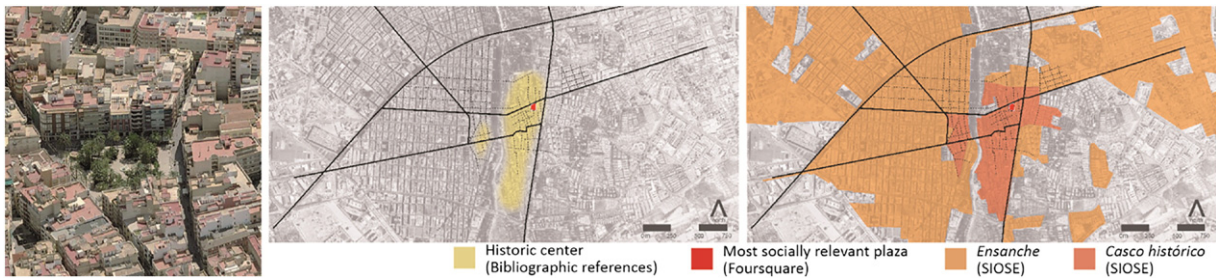 Historic center
(Bibliographic references)
Most socially relevant plaza
(Foursquare)
Ensanche
(SIOSE)
Casco histórico
(SIOSE)